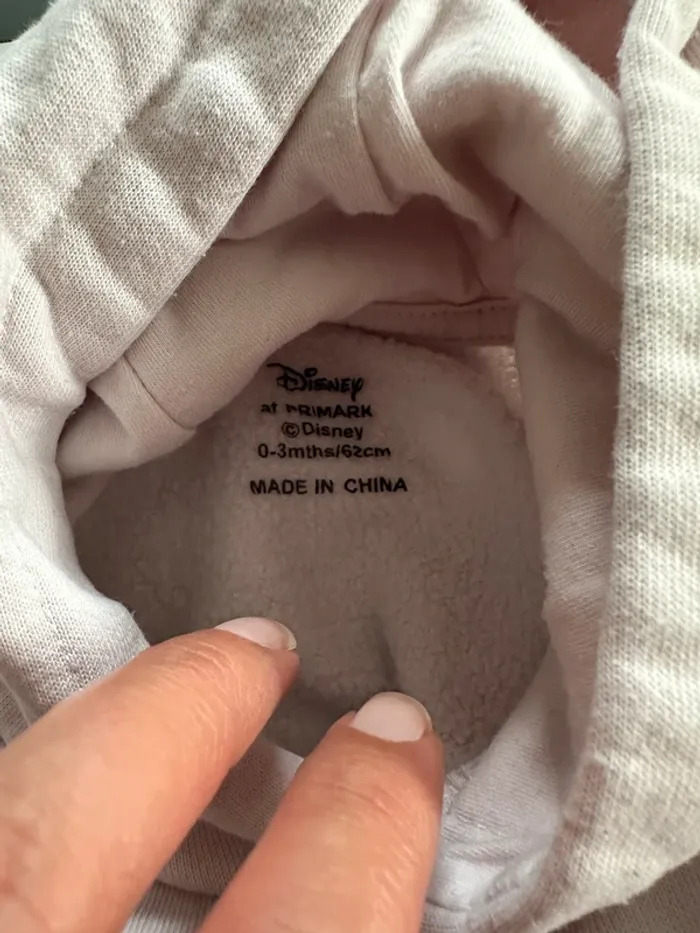 Disney
at PRIMARK
©Disney
0-3mths/62cm
MADE IN CHINA